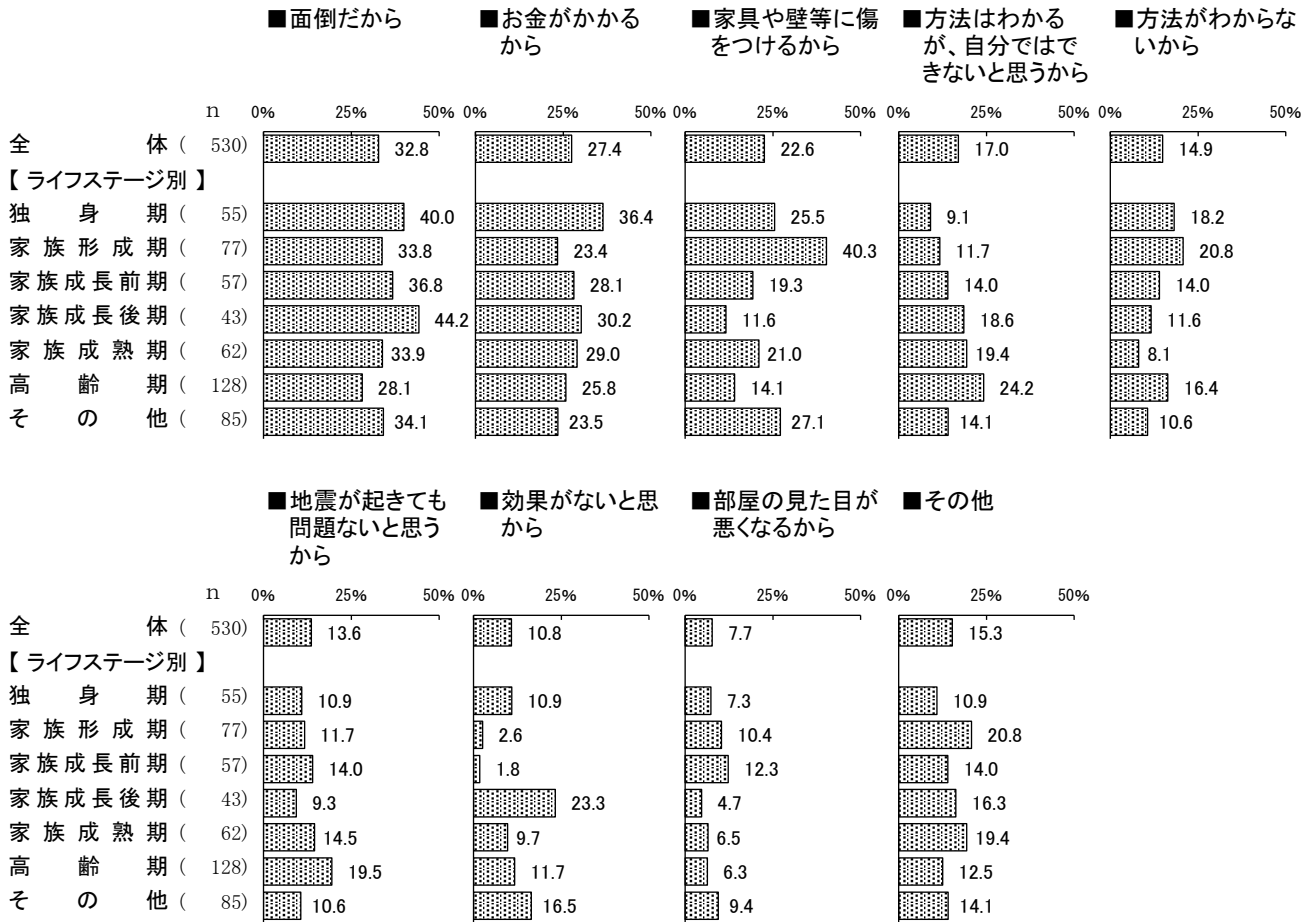 ■面倒だから ■お金がかかる ■家具や壁等に傷 ■方法はわかる ■方法がわからな
から をつけるから が、自分ではで いから
きないと思うから
n 0% 25% 50% 0% 25% 50% 0% 25% 50% 0% 25% 50% 0% 25% 50%
全体 ( 530) 32.8 27.4 22.6 17.0 14.9
【 ライフステージ別 】
独身期 ( 55) 40.0 36.4 25.5 9.1 18.2
家族形成期 ( 77) 33.8 23.4 40.3 11.7 20.8
家族成長前期 ( 57) 36.8 28.1 19.3 14.0 14.0
家族成長後期 ( 43) 44.2 30.2 11.6 18.6 11.6
家族成熟期 ( 62) 33.9 29.0 21.0 19.4 8.1
高齢期 ( 128) 28.1 25.8 14.1 24.2 16.4
その他 ( 85) 34.1 23.5 27.1 14.1 10.6
■地震が起きても ■効果がないと思 ■部屋の見た目が ■その他
問題ないと思う から 悪くなるから
から
n 0% 25% 50% 0% 25% 50% 0% 25% 50% 0% 25% 50%
全体 ( 530) 13.6 10.8 7.7 15.3
【 ライフステージ別 】
独身期 ( 55) 10.9 10.9 7.3 10.9
家族形成期 ( 77) 11.7 2.6 10.4 20.8
家族成長前期 ( 57) 14.0 1.8 12.3 14.0
家族成長後期 ( 43) 9.3 23.3 4.7 16.3
家族成熟期 ( 62) 14.5 9.7 6.5 19.4
高齢期 ( 128) 19.5 11.7 6.3 12.5
その他 ( 85) 10.6 16.5 9.4 14.1